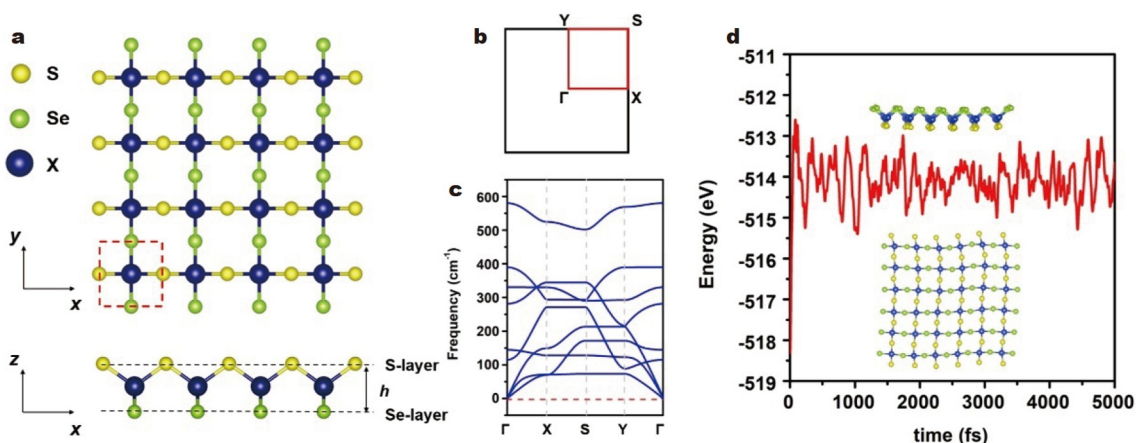 a
S
Se
X
y
x
z
x
S-layer
h
Se-layer
b
Y
S
Γ
X
c
Frequency (cm⁻¹)
600
500
400
300
200
100
0
Γ
X
S
Y
Γ
d
Energy (eV)
-511
-512
-513
-514
-515
-516
-517
-518
-519
0
1000
2000
3000
4000
5000
time (fs)